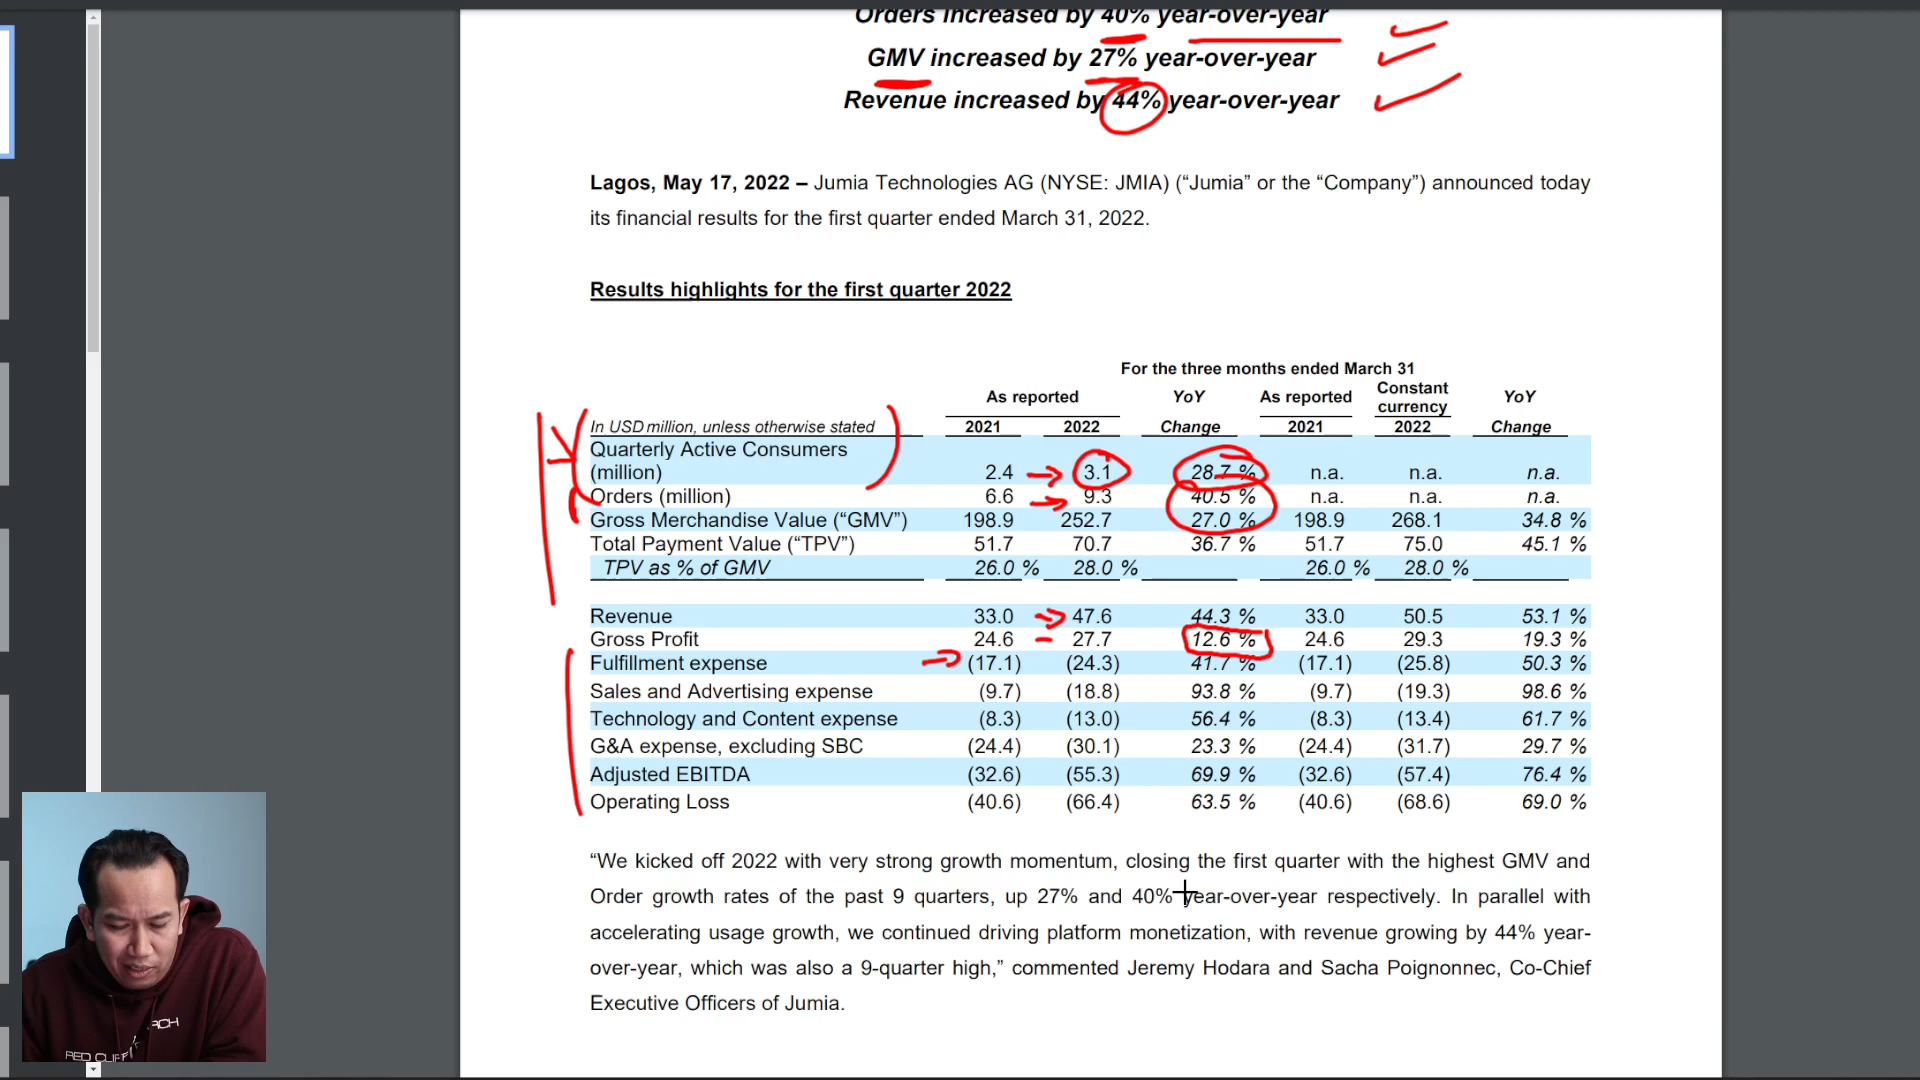 Orders increased by 40% year-over-year
GMV increased by 27% year-over-year
Revenue increased by 44% year-over-year
Lagos, May 17, 2022 – Jumia Technologies AG (NYSE: JMIA) (“Jumia” or the “Company”) announced today
its financial results for the first quarter ended March 31, 2022.
Results highlights for the first quarter 2022
For the three months ended March 31
As reported YoY As reported Constant currency YoY
In USD million, unless otherwise stated 2021 2022 Change 2021 2022 Change
Quarterly Active Consumers
(million) 2.4 3.1 28.7 % n.a. n.a. n.a.
Orders (million) 6.6 9.3 40.5 % n.a. n.a. n.a.
Gross Merchandise Value (“GMV”) 198.9 252.7 27.0 % 198.9 268.1 34.8 %
Total Payment Value (“TPV”) 51.7 70.7 36.7 % 51.7 75.0 45.1 %
TPV as % of GMV 26.0 % 28.0 % 26.0 % 28.0 %
Revenue 33.0 47.6 44.3 % 33.0 50.5 53.1 %
Gross Profit 24.6 27.7 12.6 % 24.6 29.3 19.3 %
Fulfillment expense (17.1) (24.3) 41.7 % (17.1) (25.8) 50.3 %
Sales and Advertising expense (9.7) (18.8) 93.8 % (9.7) (19.3) 98.6 %
Technology and Content expense (8.3) (13.0) 56.4 % (8.3) (13.4) 61.7 %
G&A expense, excluding SBC (24.4) (30.1) 23.3 % (24.4) (31.7) 29.7 %
Adjusted EBITDA (32.6) (55.3) 69.9 % (32.6) (57.4) 76.4 %
Operating Loss (40.6) (66.4) 63.5 % (40.6) (68.6) 69.0 %
“We kicked off 2022 with very strong growth momentum, closing the first quarter with the highest GMV and
Order growth rates of the past 9 quarters, up 27% and 40% year-over-year respectively. In parallel with
accelerating usage growth, we continued driving platform monetization, with revenue growing by 44% year-
over-year, which was also a 9-quarter high,” commented Jeremy Hodara and Sacha Poignonnec, Co-Chief
Executive Officers of Jumia.
RED